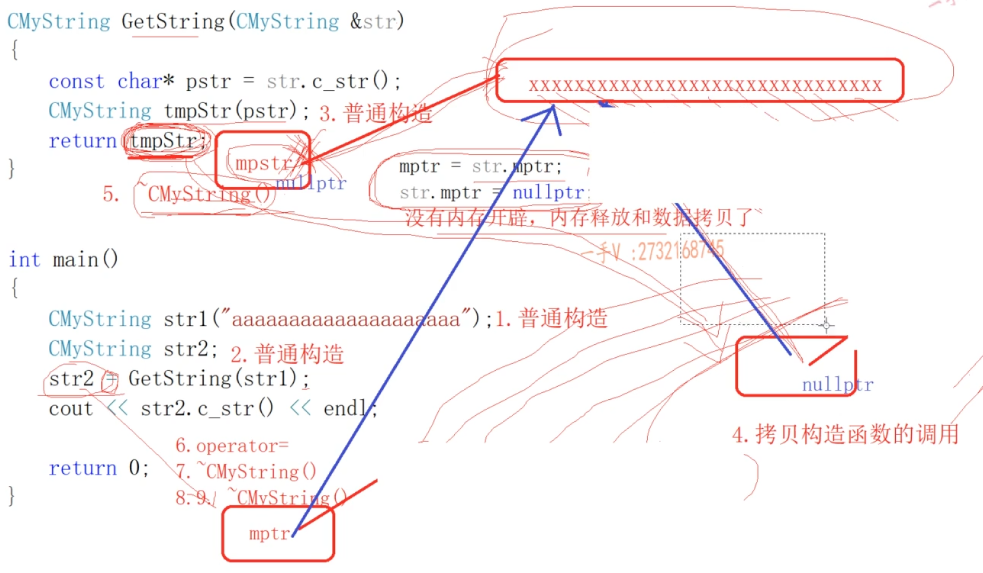 CMyString GetString(CMyString &str)
{
const char* pstr = str.c_str();
xxxxxxxxxxxxxxxxxxxxxxxxxxxxxxx
CMyString tmpStr(pstr); 3.普通构造
return tmpStr;
mpstr
nullptr
mptr = str.mptr;
str.mptr = nullptr;
}
5. ~CMyString()
没有内存开辟，内存释放和数据拷贝了
一手V :2732168745
int main()
{
CMyString str1("aaaaaaaaaaaaaaaaaaaa");1.普通构造
CMyString str2; 2.普通构造
str2 = GetString(str1);
nullptr
cout << str2.c_str() << endl;
4.拷贝构造函数的调用
6.operator=
return 0; 7.~CMyString()
8.9. ~CMyString()
}
mptr